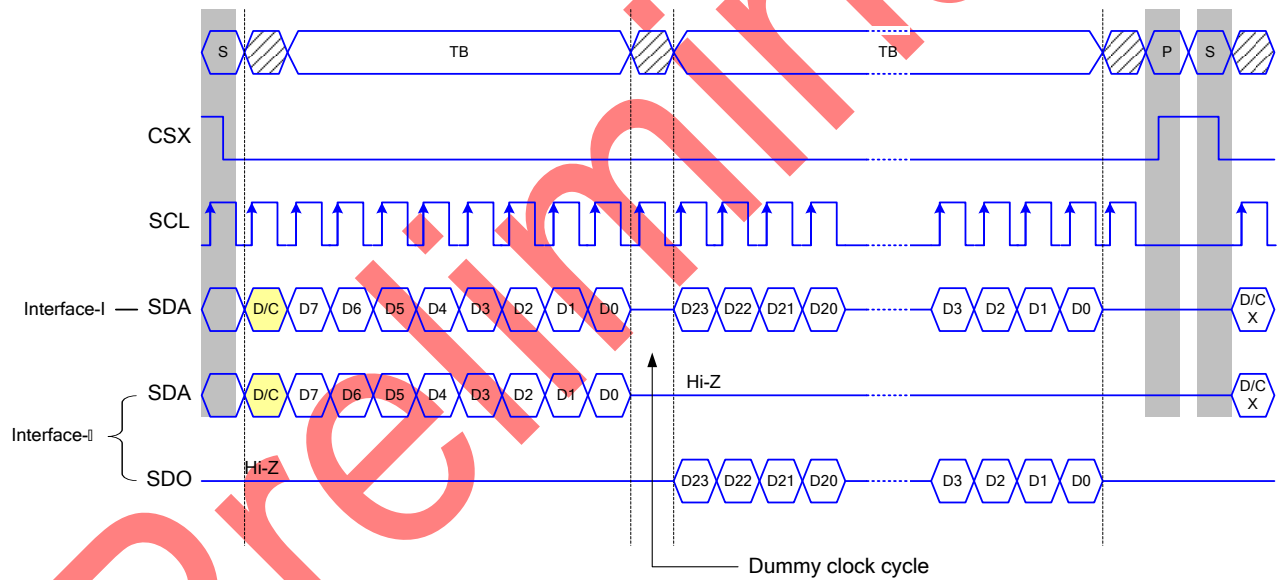 S TB TB P S
CSX
SCL
Interface-I SDA D/C D7 D6 D5 D4 D3 D2 D1 D0 D23 D22 D21 D20 D3 D2 D1 D0 D/C X
SDA D/C D7 D6 D5 D4 D3 D2 D1 D0 Hi-Z D/C X
Interface-▯
SDO Hi-Z D23 D22 D21 D20 D3 D2 D1 D0
Dummy clock cycle